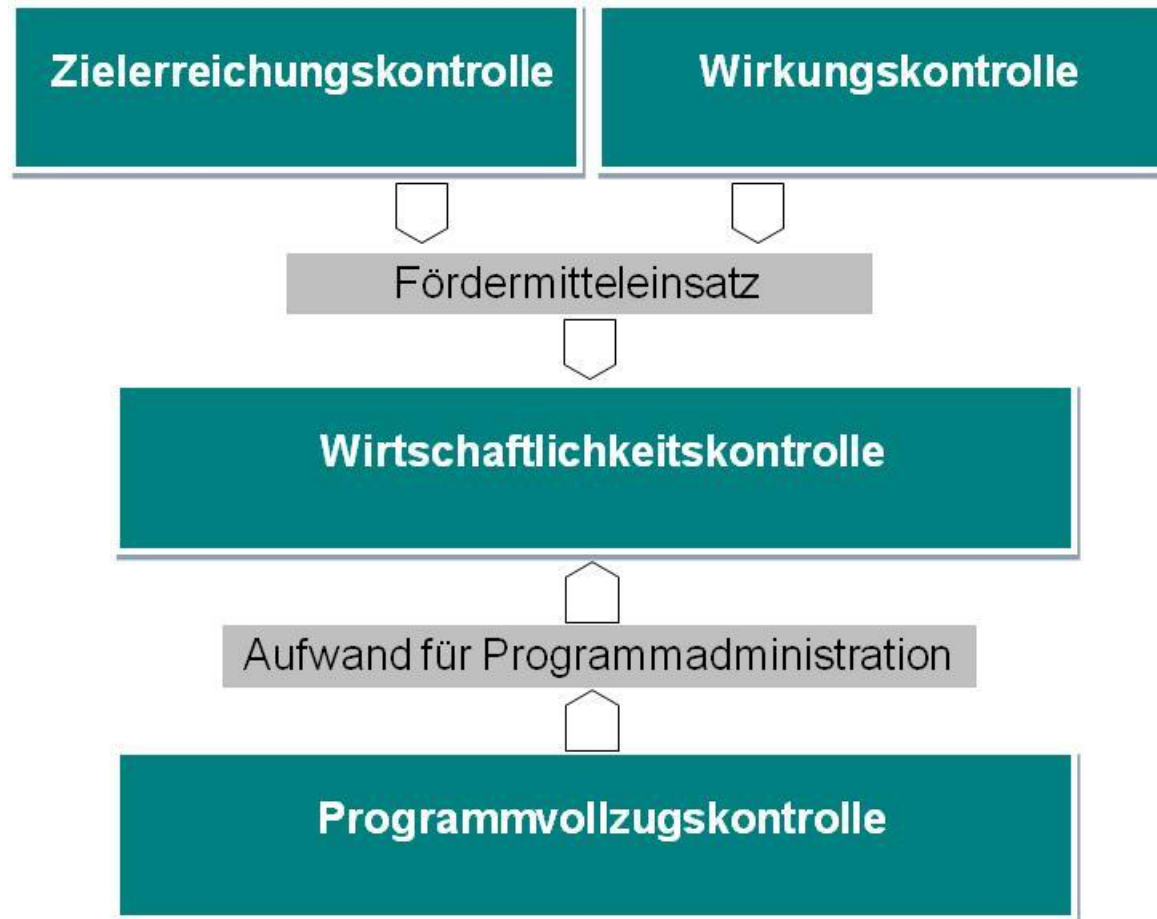 Zielerreichungskontrolle
Wirkungskontrolle
Fördermitteleinsatz
Wirtschaftlichkeitskontrolle
Aufwand für Programmadministration
Programmvollzugskontrolle